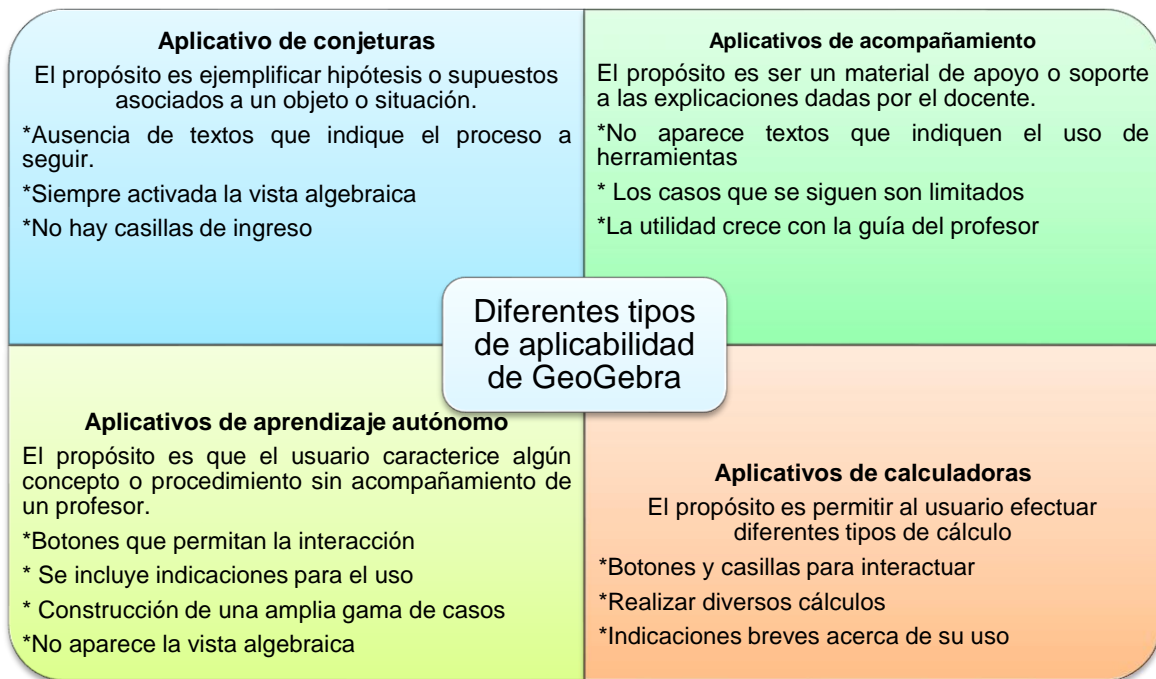 Aplicativo de conjeturas
El propósito es ejemplificar hipótesis o supuestos
asociados a un objeto o situación.
*Ausencia de textos que indique el proceso a
seguir.
*Siempre activada la vista algebraica
*No hay casillas de ingreso
Aplicativos de acompañamiento
El propósito es ser un material de apoyo o soporte
a las explicaciones dadas por el docente.
*No aparece textos que indiquen el uso de
herramientas
* Los casos que se siguen son limitados
*La utilidad crece con la guía del profesor
Diferentes tipos
de aplicabilidad
de GeoGebra
Aplicativos de aprendizaje autónomo
El propósito es que el usuario caracterice algún
concepto o procedimiento sin acompañamiento de
un profesor.
*Botones que permitan la interacción
* Se incluye indicaciones para el uso
* Construcción de una amplia gama de casos
*No aparece la vista algebraica
Aplicativos de calculadoras
El propósito es permitir al usuario efectuar
diferentes tipos de cálculo
*Botones y casillas para interactuar
*Realizar diversos cálculos
*Indicaciones breves acerca de su uso